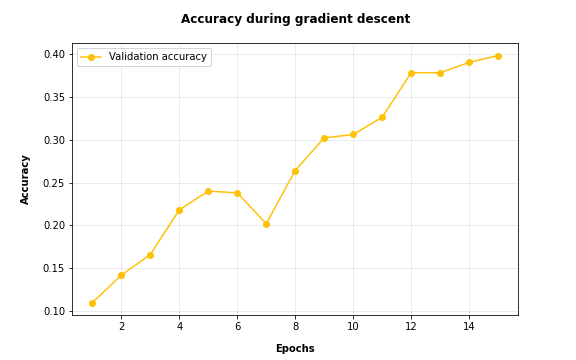 Accuracy during gradient descent
Validation accuracy
0.40
0.35
0.30
0.25
0.20
0.15
0.10
Accuracy
2 4 6 8 10 12 14
Epochs